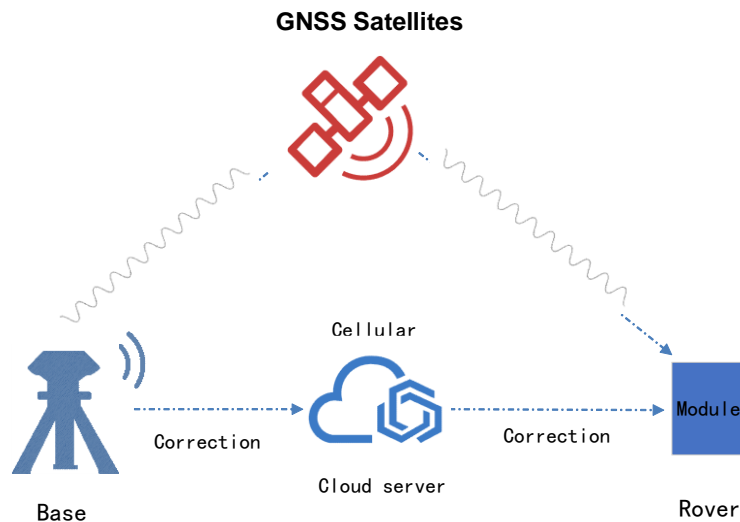 GNSS Satellites
Cellular
Module
Correction
Correction
Cloud server
Base
Rover